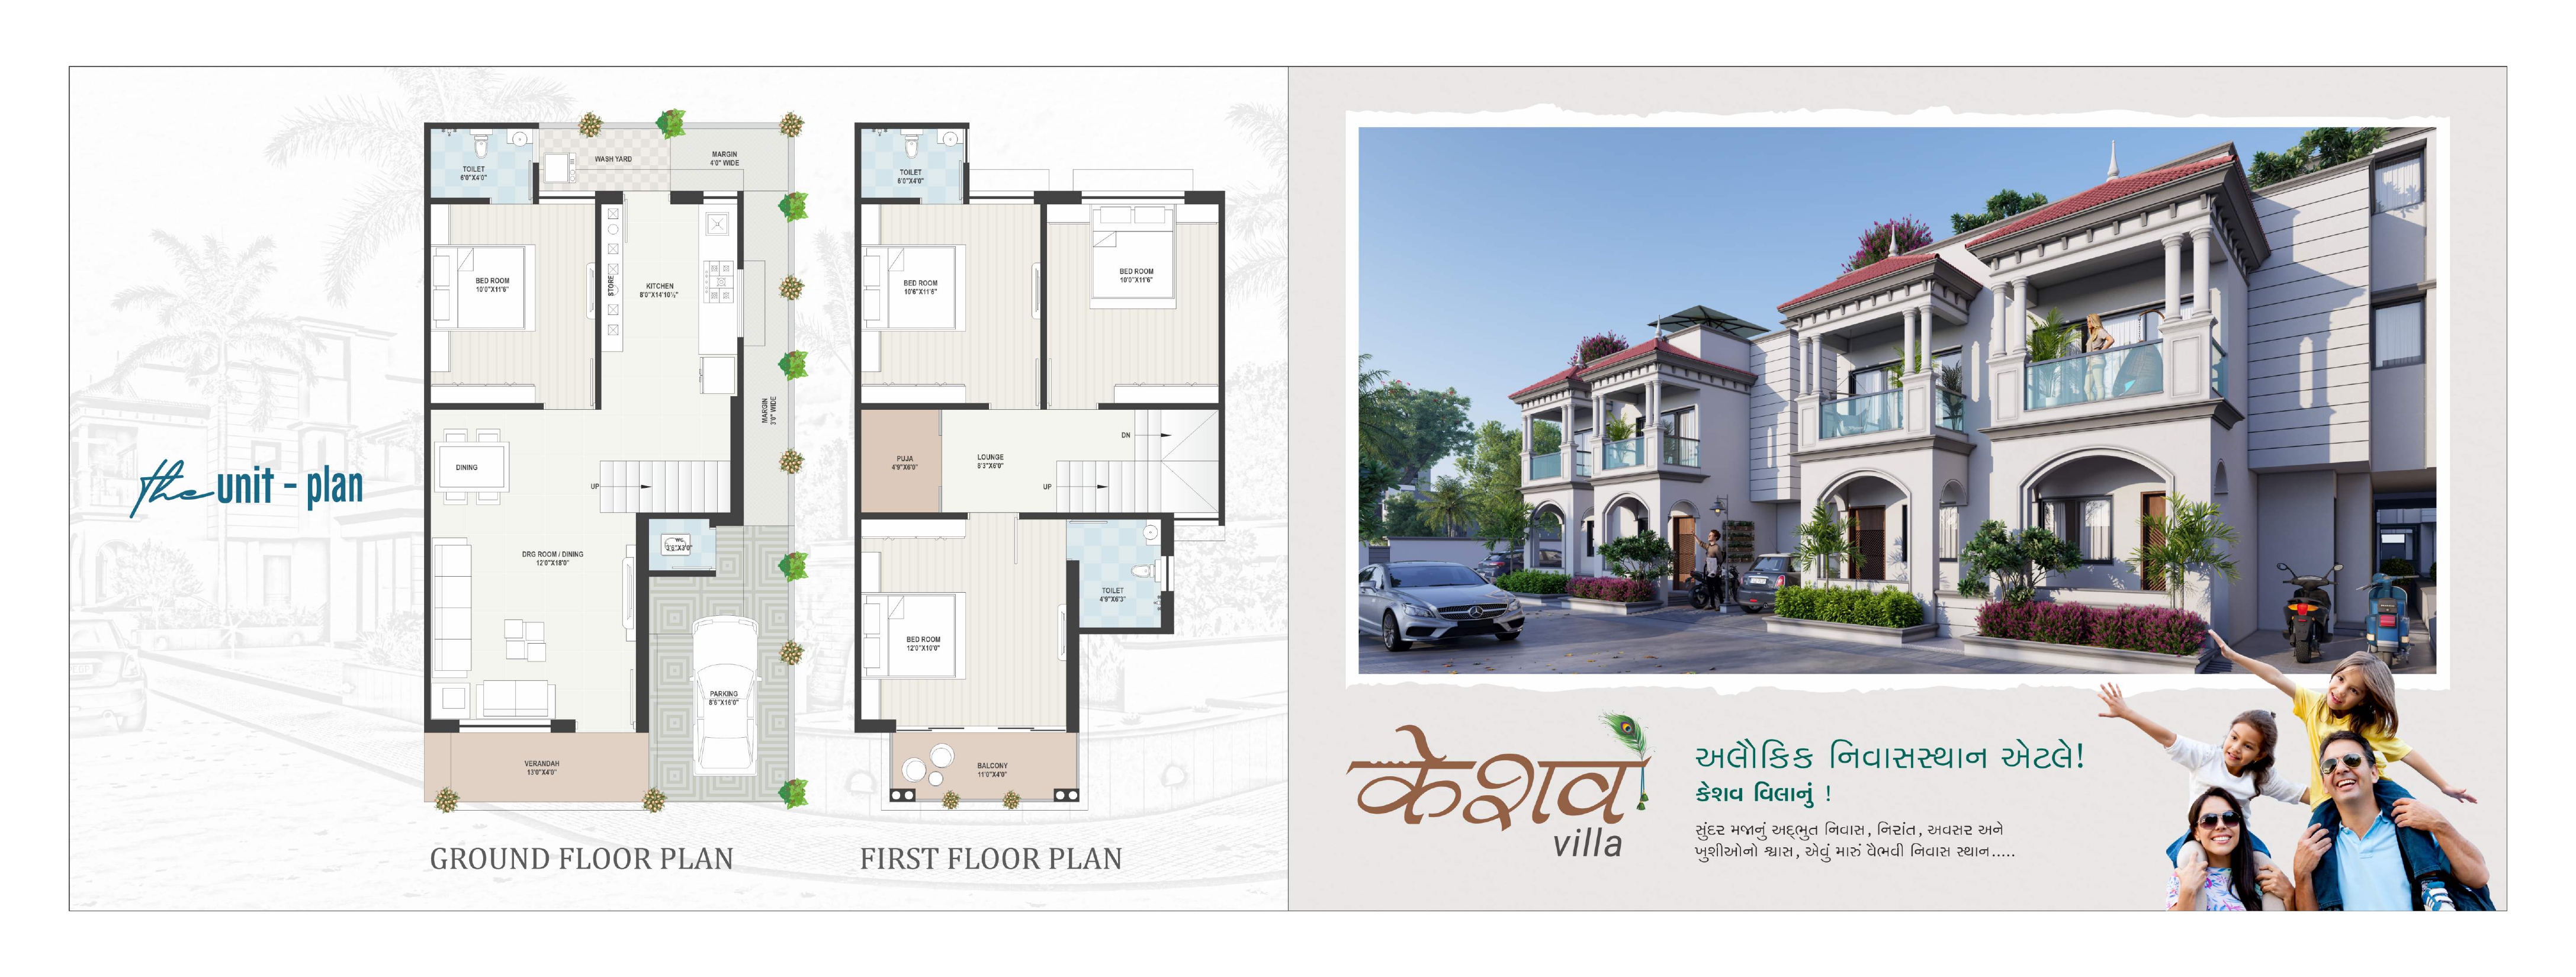 the unit - plan
TOILET
6'0"X4'0"
WASH YARD
MARGIN
4'0" WIDE
BED ROOM
10'0"X11'6"
STORE
KITCHEN
8'0"X14'10½"
MARGIN
3'0" WIDE
DINING
UP
WC
3'6"X3'0"
DRG ROOM / DINING
12'0"X18'0"
PARKING
8'6"X16'0"
VERANDAH
13'0"X4'0"
GROUND FLOOR PLAN
TOILET
6'0"X4'0"
BED ROOM
10'6"X11'6"
BED ROOM
10'0"X11'6"
DN
PUJA
4'9"X6'0"
LOUNGE
8'3"X6'0"
UP
TOILET
4'9"X6'3"
BED ROOM
12'0"X10'0"
BALCONY
11'0"X4'0"
FIRST FLOOR PLAN
केशव
villa
અલૌકિક નિવાસસ્થાન એટલે!
કેશવ વિલાનું !
સુંદર મજાનું અદ્ભુત નિવાસ, નિરાંત, અવસર અને
ખુશીઓનો શ્વાસ, એવું મારું વૈભવી નિવાસ સ્થાન.....